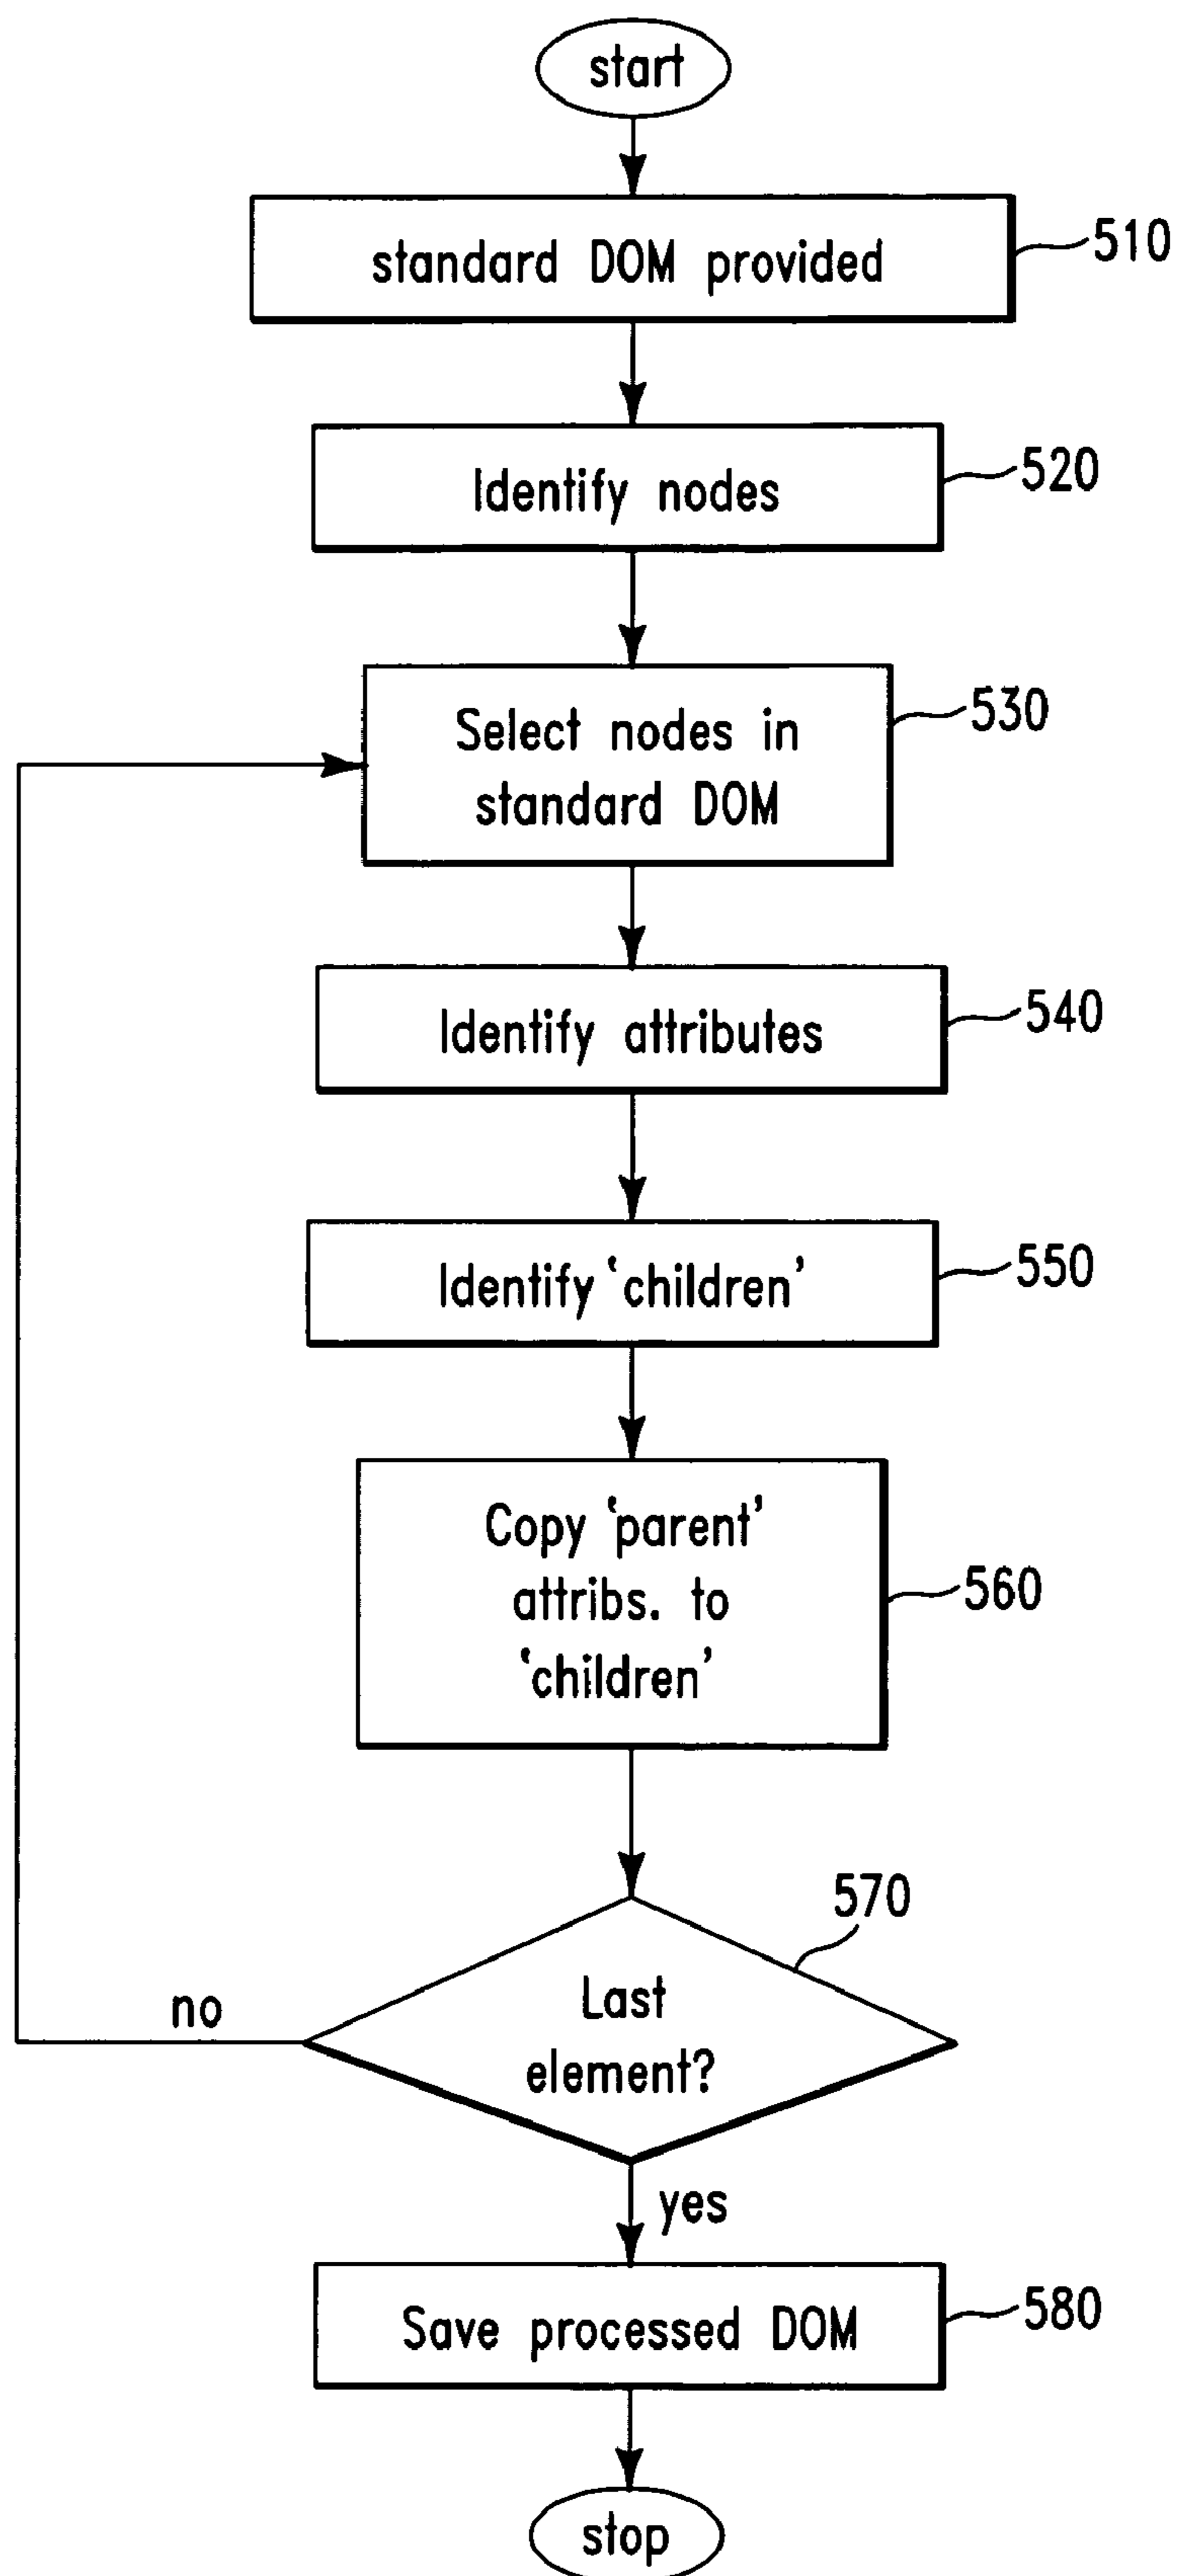 start
standard DOM provided
510
Identify nodes
520
Select nodes in
standard DOM
530
Identify attributes
540
Identify ‘children’
550
Copy ‘parent’
attribs. to
‘children’
560
570
Last
element?
no
yes
Save processed DOM
580
stop